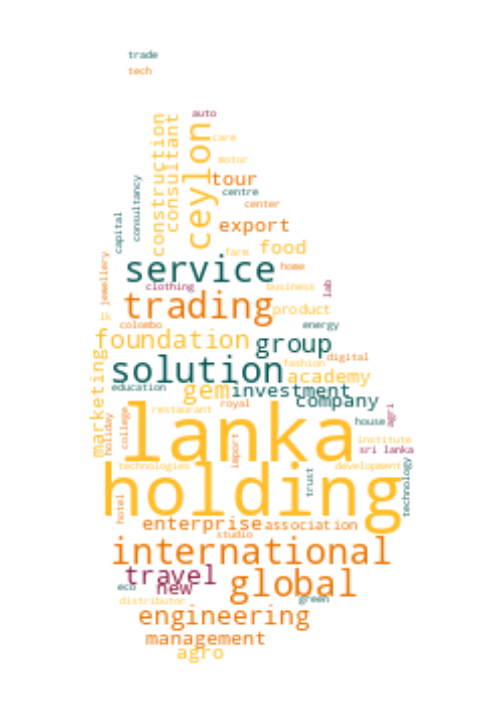 trade
tech
auto
construction
consultant
ceylon
care
motor
tour
consultancy
centre
center
capital
export
farm
food
service
home
jewellery
clothing
business
lab
trading
product
lk
colombo
energy
foundation
group
digital
marketing
solution
fashion
academy
education
gem
investment
company
restaurant
royal
house
agri
holiday
college
lanka
institute
import
sri lanka
technologies
development
technology
holding
trust
hotel
enterprise
association
studio
international
travel
eco
new
global
distributor
green
engineering
management
agro